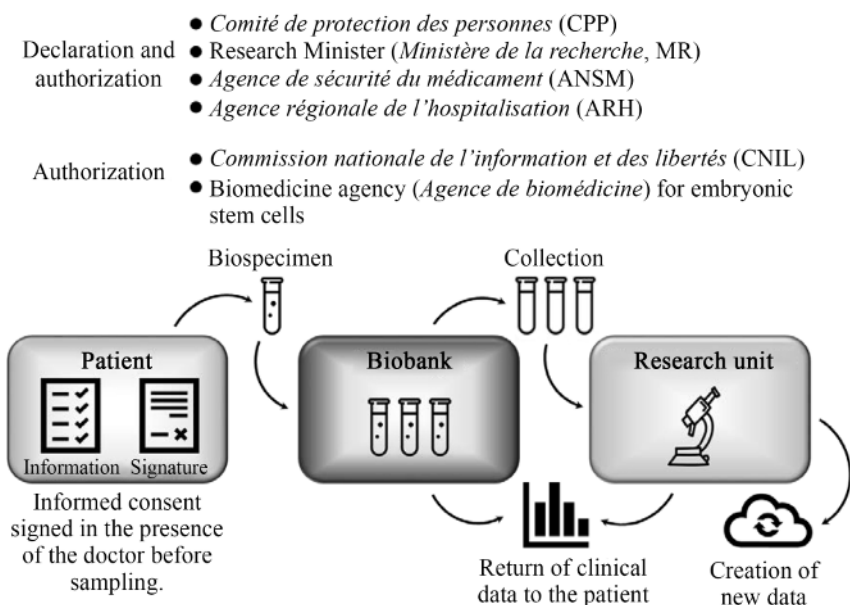 ● Comité de protection des personnes (CPP)
Declaration and ● Research Minister (Ministère de la recherche, MR)
authorization ● Agence de sécurité du médicament (ANSM)
● Agence régionale de l'hospitalisation (ARH)
● Commission nationale de l'information et des libertés (CNIL)
Authorization
● Biomedicine agency (Agence de biomédicine) for embryonic
stem cells
Biospecimen
Collection
Patient
Information Signature
Biobank
Research unit
Informed consent
signed in the presence
of the doctor before
sampling.
Return of clinical
data to the patient
Creation of
new data